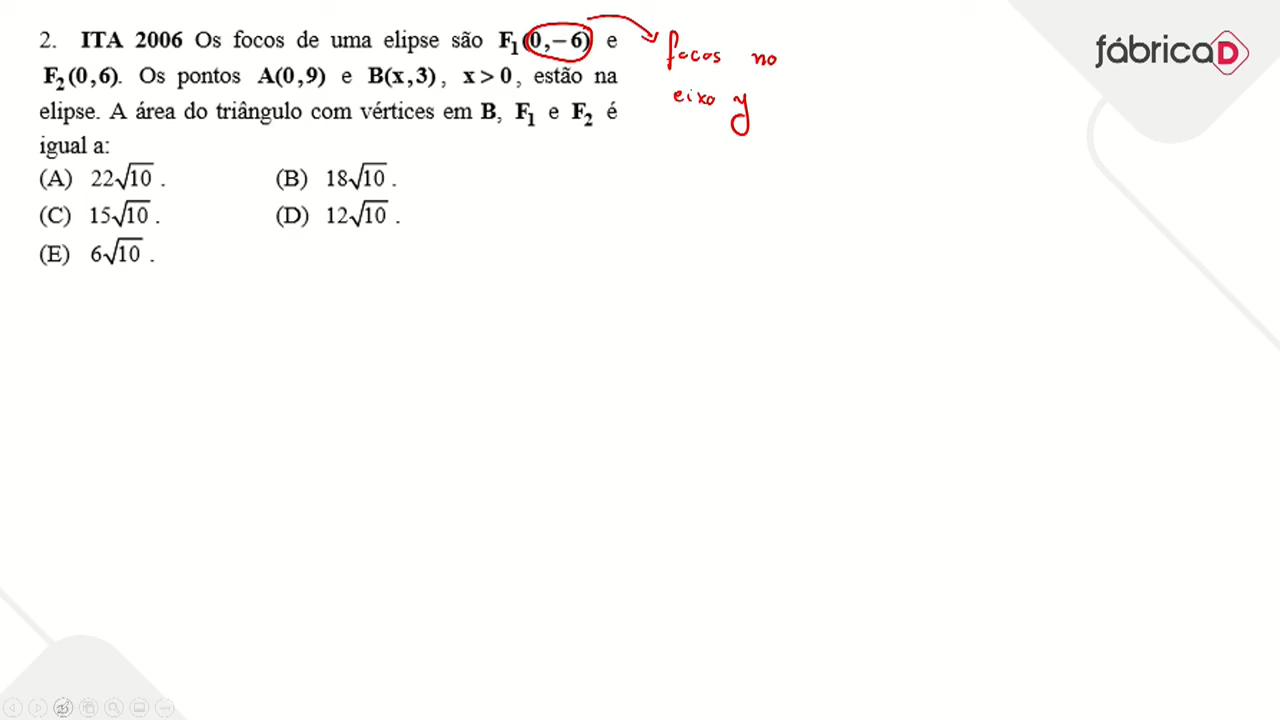 2. ITA 2006 Os focos de uma elipse são F₁(0,−6) e
F₂(0,6). Os pontos A(0,9) e B(x,3), x>0, estão na
elipse. A área do triângulo com vértices em B, F₁ e F₂ é
igual a:
(A) 22√10 . (B) 18√10 .
(C) 15√10 . (D) 12√10 .
(E) 6√10 .
focos no
eixo y
fábricaD